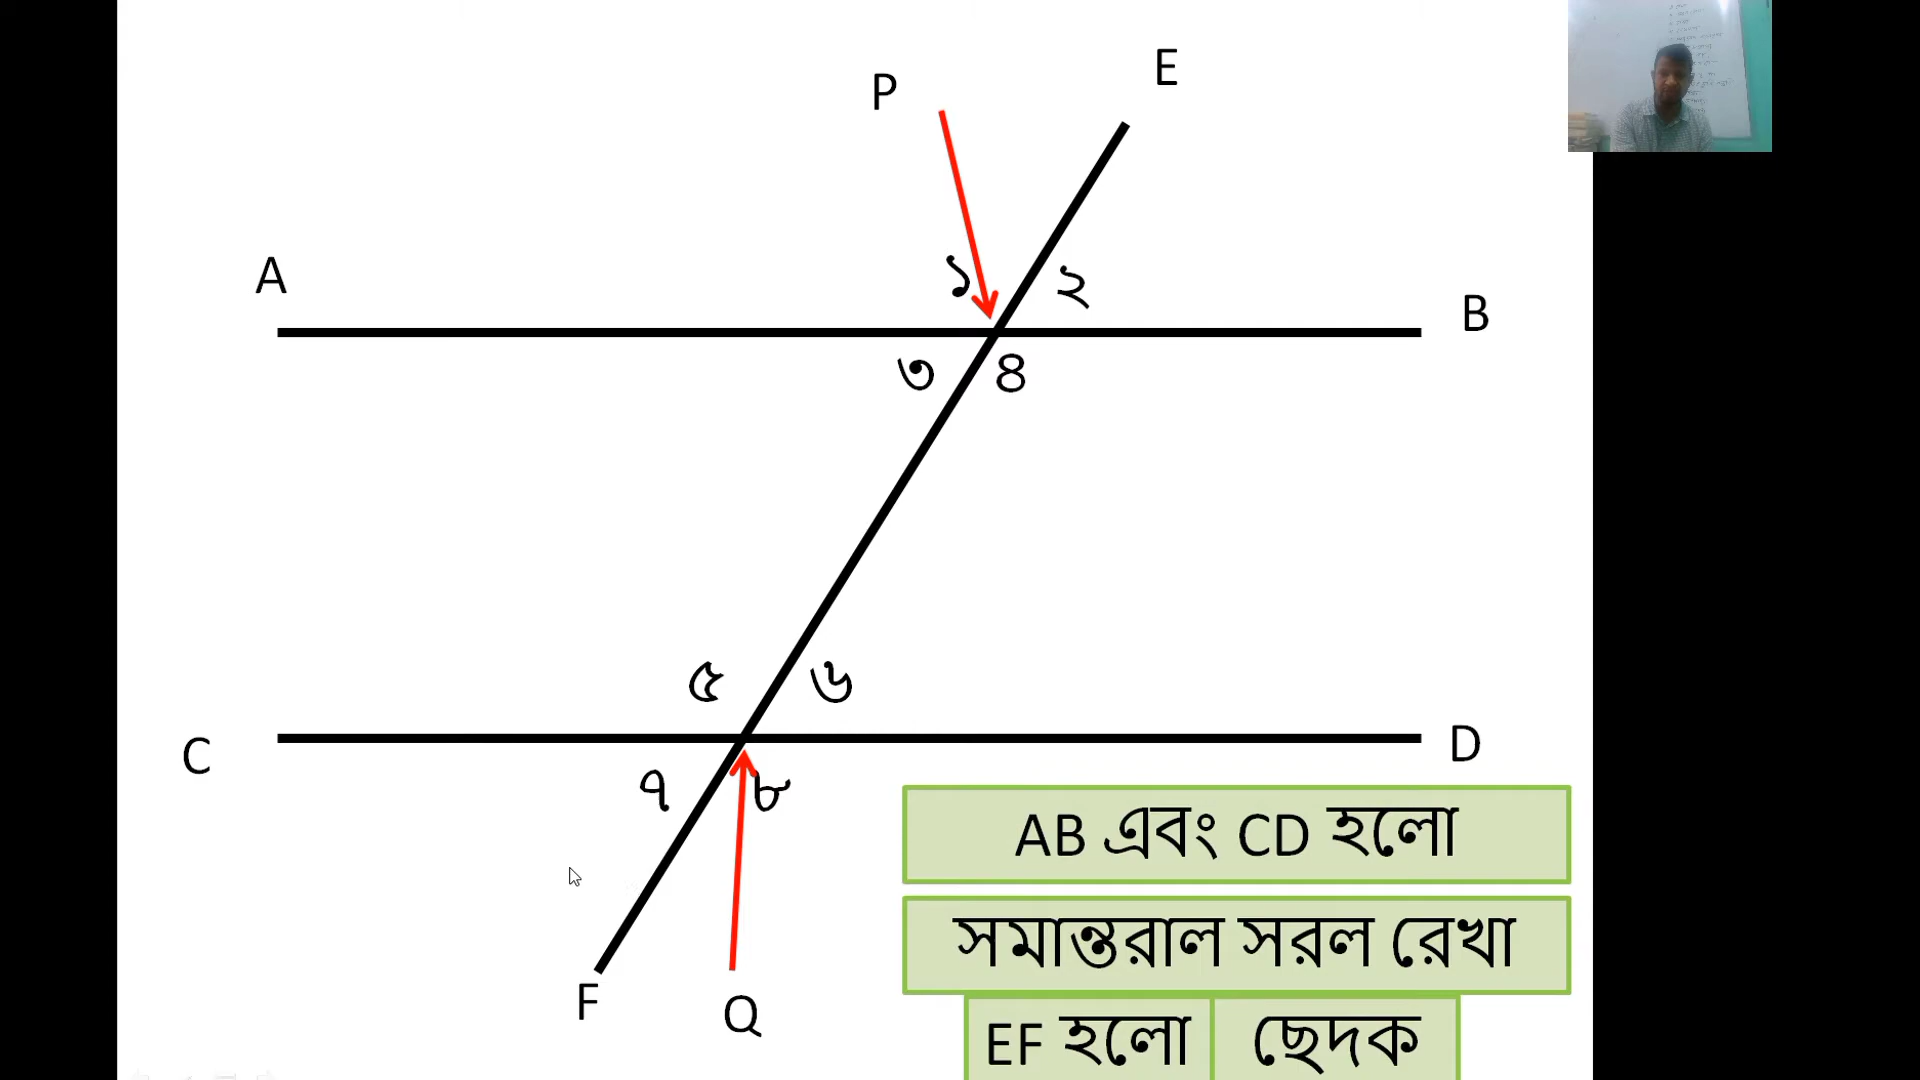 P
E
A
১
২
B
৩
৪
৫
৬
C
D
৭
৮
F
Q
AB এবং CD হলো
সমান্তরাল সরল রেখা
EF হলো ছেদক